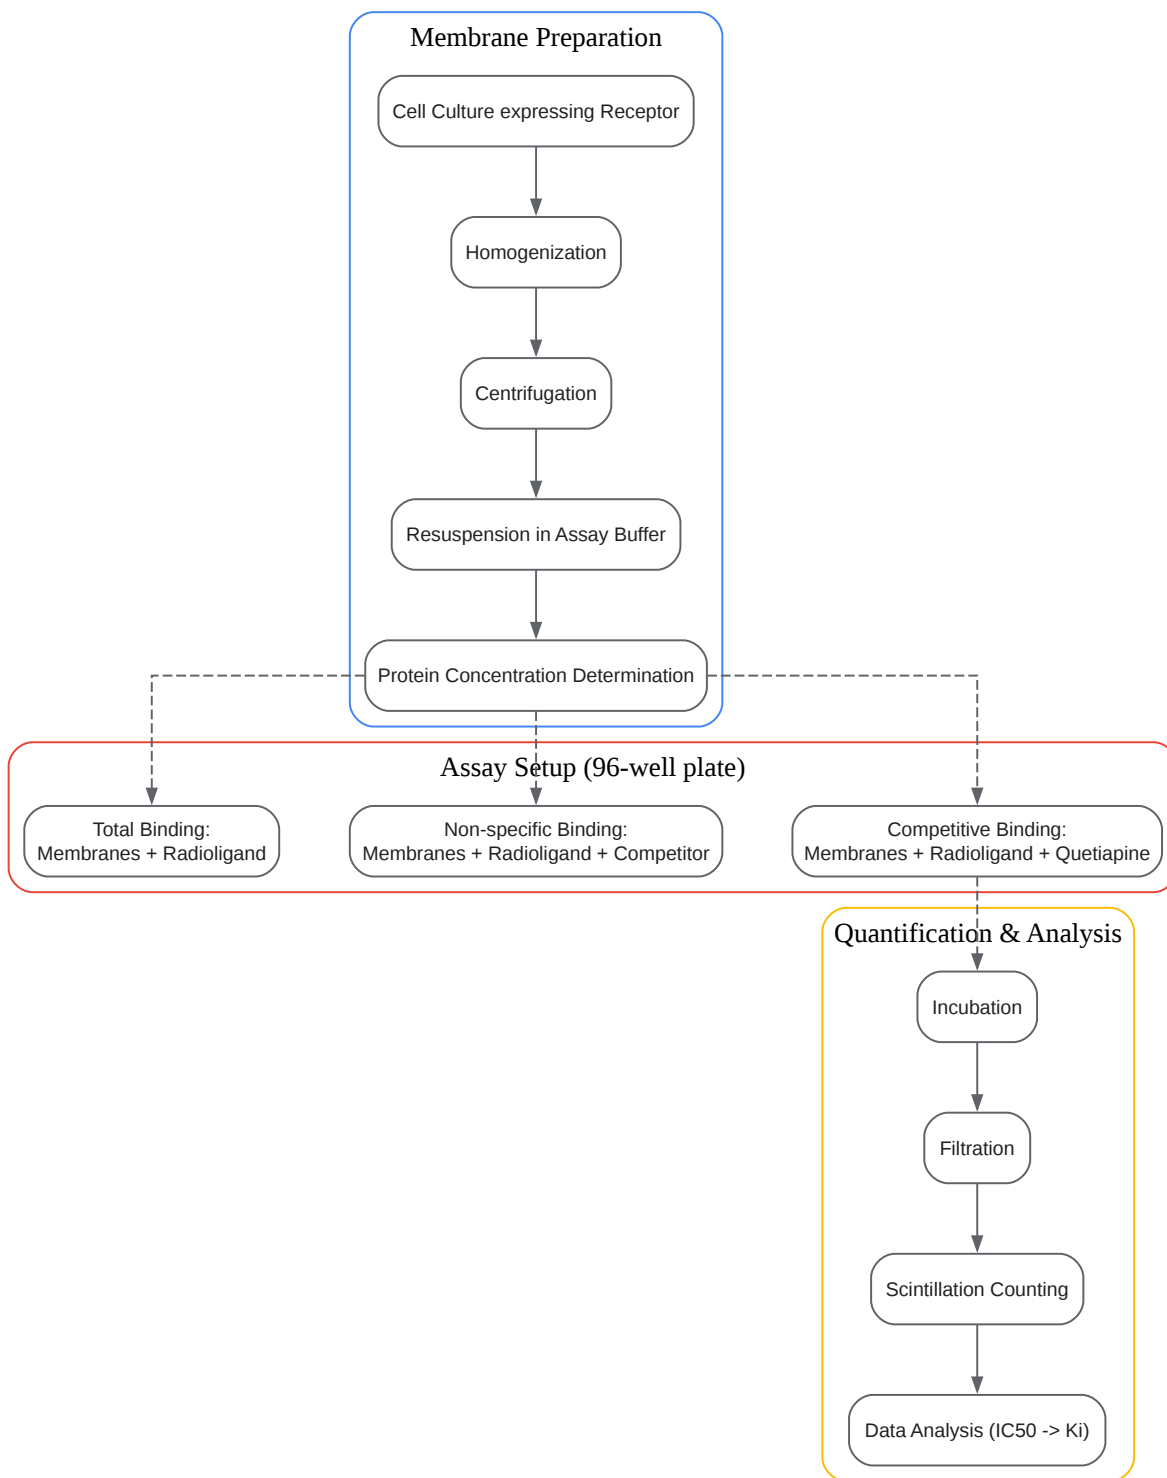 Membrane Preparation
Cell Culture expressing Receptor
Homogenization
Centrifugation
Resuspension in Assay Buffer
Protein Concentration Determination
Assay Setup (96-well plate)
Total Binding:
Membranes + Radioligand
Non-specific Binding:
Membranes + Radioligand + Competitor
Competitive Binding:
Membranes + Radioligand + Quetiapine
Quantification & Analysis
Incubation
Filtration
Scintillation Counting
Data Analysis (IC50 -> Ki)